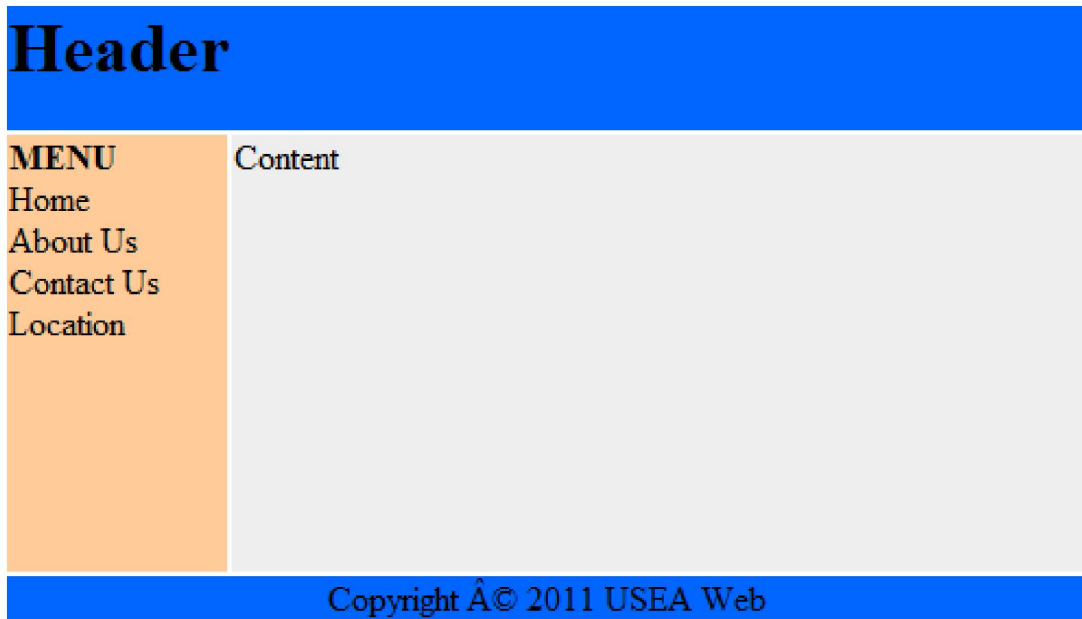 Header
MENU
Home
About Us
Contact Us
Location
Content
Copyright Â© 2011 USEA Web